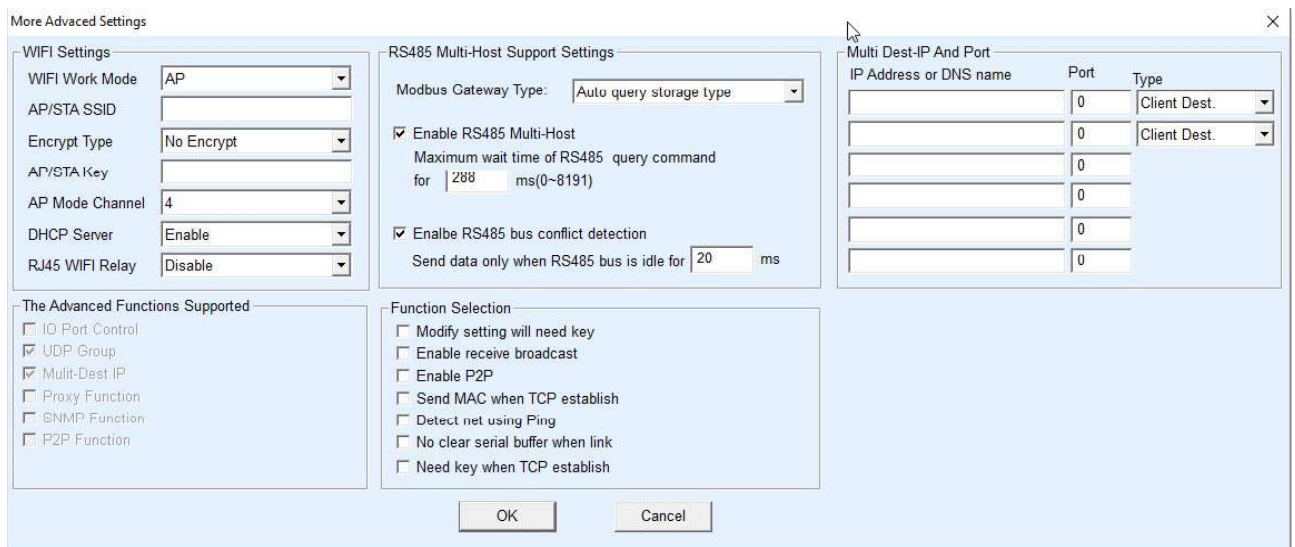 More Advaced Settings
WIFI Settings
WIFI Work Mode AP
AP/STA SSID
Encrypt Type No Encrypt
AP/STA Key
AP Mode Channel 4
DHCP Server Enable
RJ45 WIFI Relay Disable
RS485 Multi-Host Support Settings
Modbus Gateway Type: Auto query storage type
Enable RS485 Multi-Host
Maximum wait time of RS485 query command
for 288 ms(0~8191)
Enalbe RS485 bus conflict detection
Send data only when RS485 bus is idle for 20 ms
Multi Dest-IP And Port
IP Address or DNS name Port Type
0 Client Dest.
0 Client Dest.
0
0
0
0
The Advanced Functions Supported
IO Port Control
UDP Group
Mulit-Dest IP
Proxy Function
SNMP Function
P2P Function
Function Selection
Modify setting will need key
Enable receive broadcast
Enable P2P
Send MAC when TCP establish
Detect net using Ping
No clear serial buffer when link
Need key when TCP establish
OK Cancel